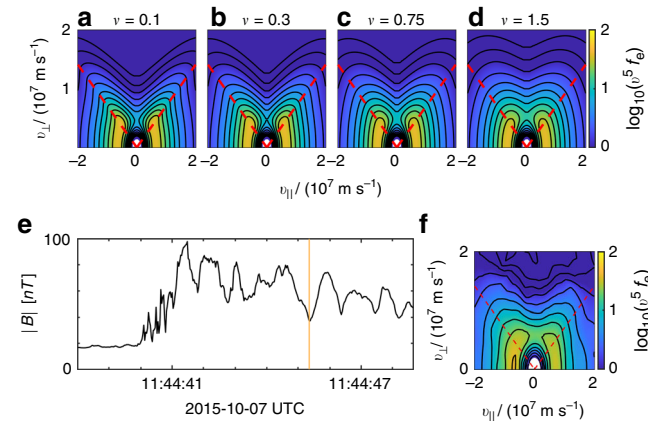 a ν = 0.1 b ν = 0.3 c ν = 0.75 d ν = 1.5
2
1
0
υ⊥/ (10⁷ m s⁻¹)
−2 0 2 −2 0 2 −2 0 2 −2 0 2
υ||/ (10⁷ m s⁻¹)
2
1
0
log₁₀(υ⁵ fₑ)
e
100
0
|B| [nT]
11:44:41 11:44:47
2015-10-07 UTC
f
2
0
υ⊥/ (10⁷ m s⁻¹)
−2 0 2
υ||/ (10⁷ m s⁻¹)
2
1
0
log₁₀(υ⁵ fₑ)